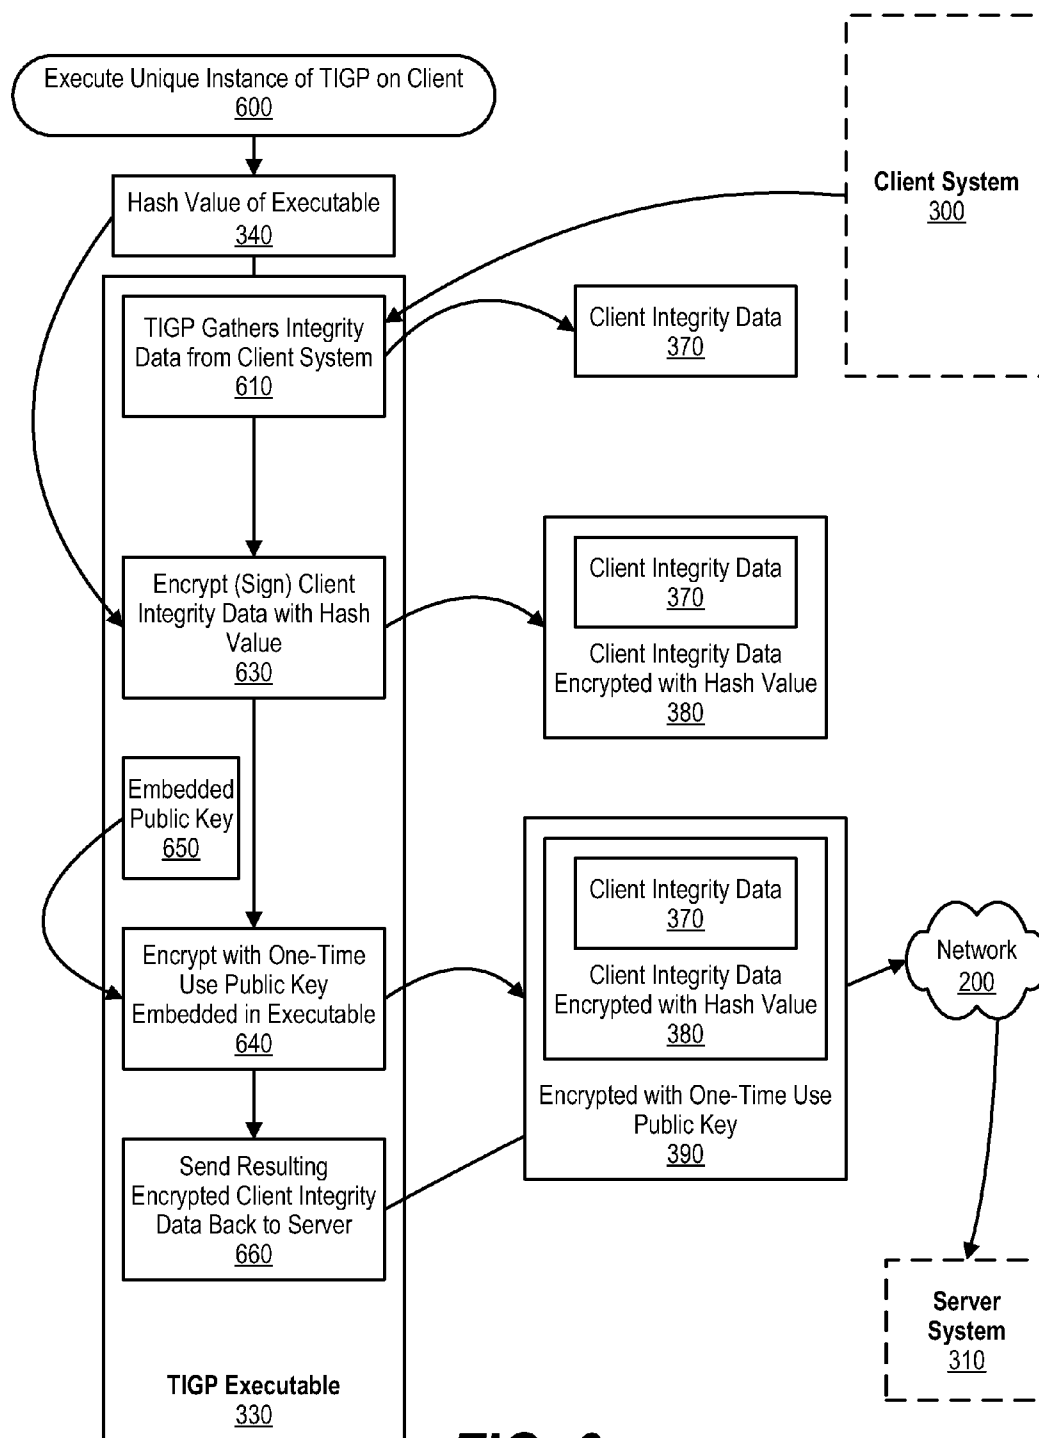 Execute Unique Instance of TIGP on Client
600
Hash Value of Executable
340
Client System
300
TIGP Gathers Integrity
Data from Client System
610
Client Integrity Data
370
Encrypt (Sign) Client
Integrity Data with Hash
Value
630
Client Integrity Data
370
Client Integrity Data
Encrypted with Hash Value
380
Embedded
Public Key
650
Encrypt with One-Time
Use Public Key
Embedded in Executable
640
Client Integrity Data
370
Client Integrity Data
Encrypted with Hash Value
380
Encrypted with One-Time Use
Public Key
390
Network
200
Send Resulting
Encrypted Client Integrity
Data Back to Server
660
Server
System
310
TIGP Executable
330